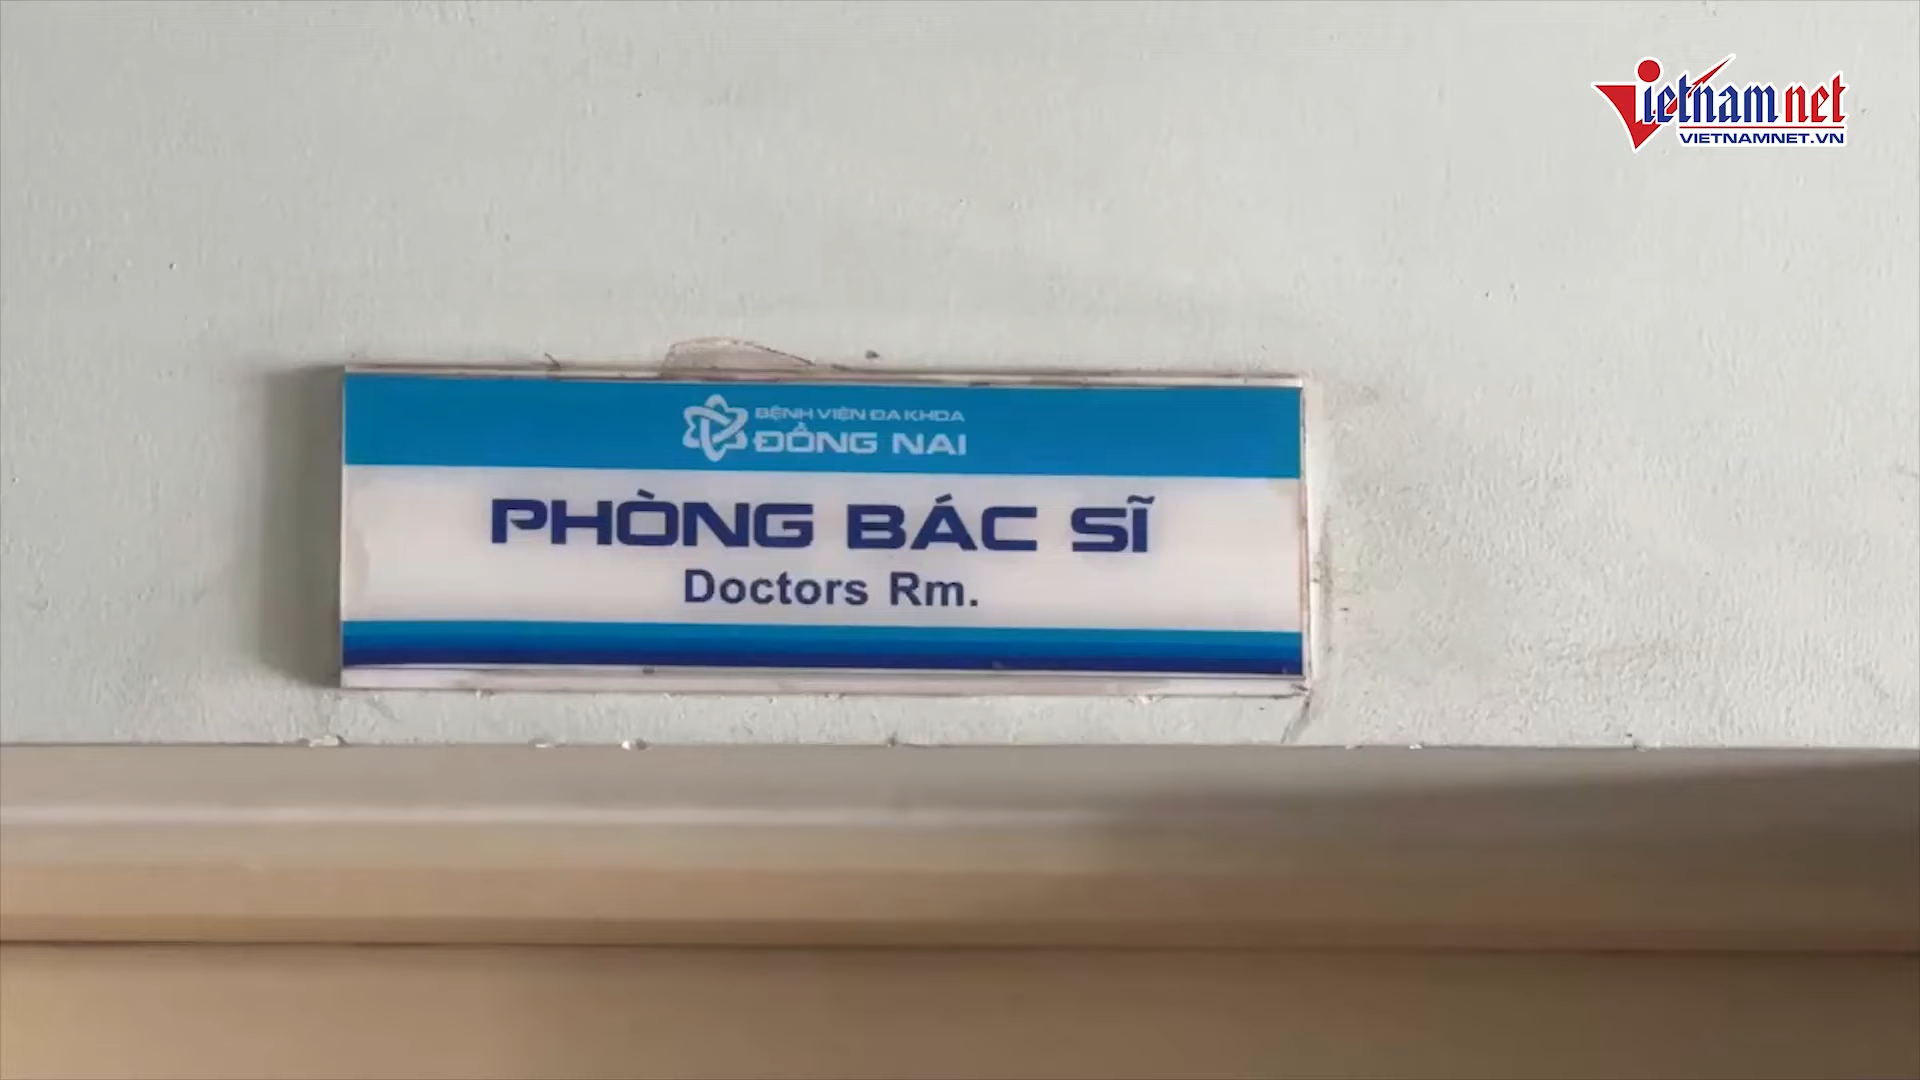 Vietnamnet
VIETNAMNET.VN
BỆNH VIỆN ĐA KHOA
ĐỒNG NAI
PHÒNG BÁC SĨ
Doctors Rm.